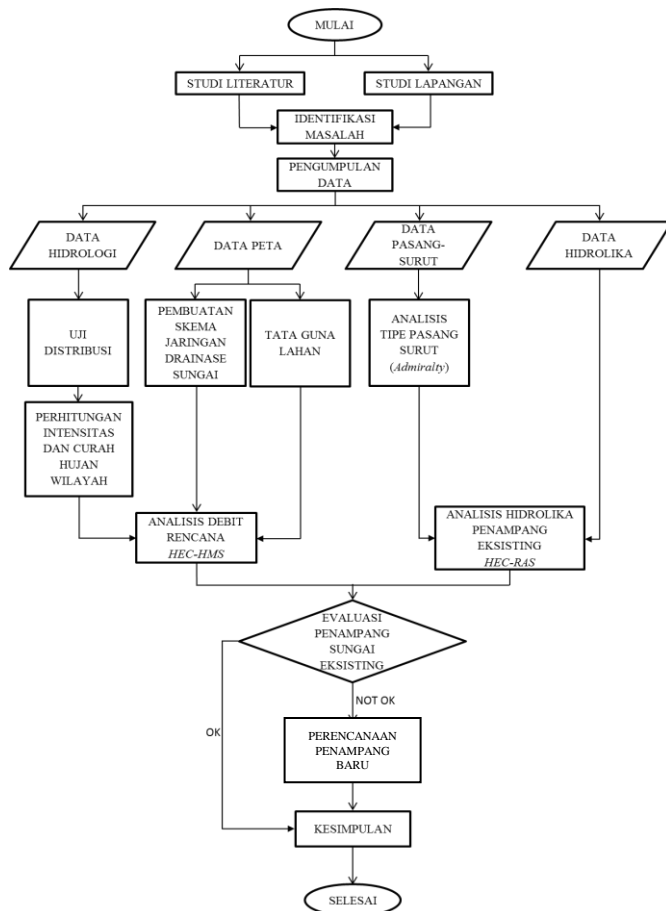 MULAI
STUDI LITERATUR
STUDI LAPANGAN
IDENTIFIKASI
MASALAH
PENGUMPULAN
DATA
DATA
HIDROLOGI
DATA PETA
DATA
PASANG-
SURUT
DATA
HIDROLIKA
UJI
DISTRIBUSI
PEMBUATAN
SKEMA
JARINGAN
DRAINASE
SUNGAI
TATA GUNA
LAHAN
ANALISIS
TIPE PASANG
SURUT
(Admiralty)
PERHITUNGAN
INTENSITAS
DAN CURAH
HUJAN
WILAYAH
ANALISIS DEBIT
RENCANA
HEC-HMS
ANALISIS HIDROLIKA
PENAMPANG
EKSISTING
HEC-RAS
EVALUASI
PENAMPANG
SUNGAI
EKSISTING
NOT OK
OK
PERENCANAAN
PENAMPANG
BARU
KESIMPULAN
SELESAI